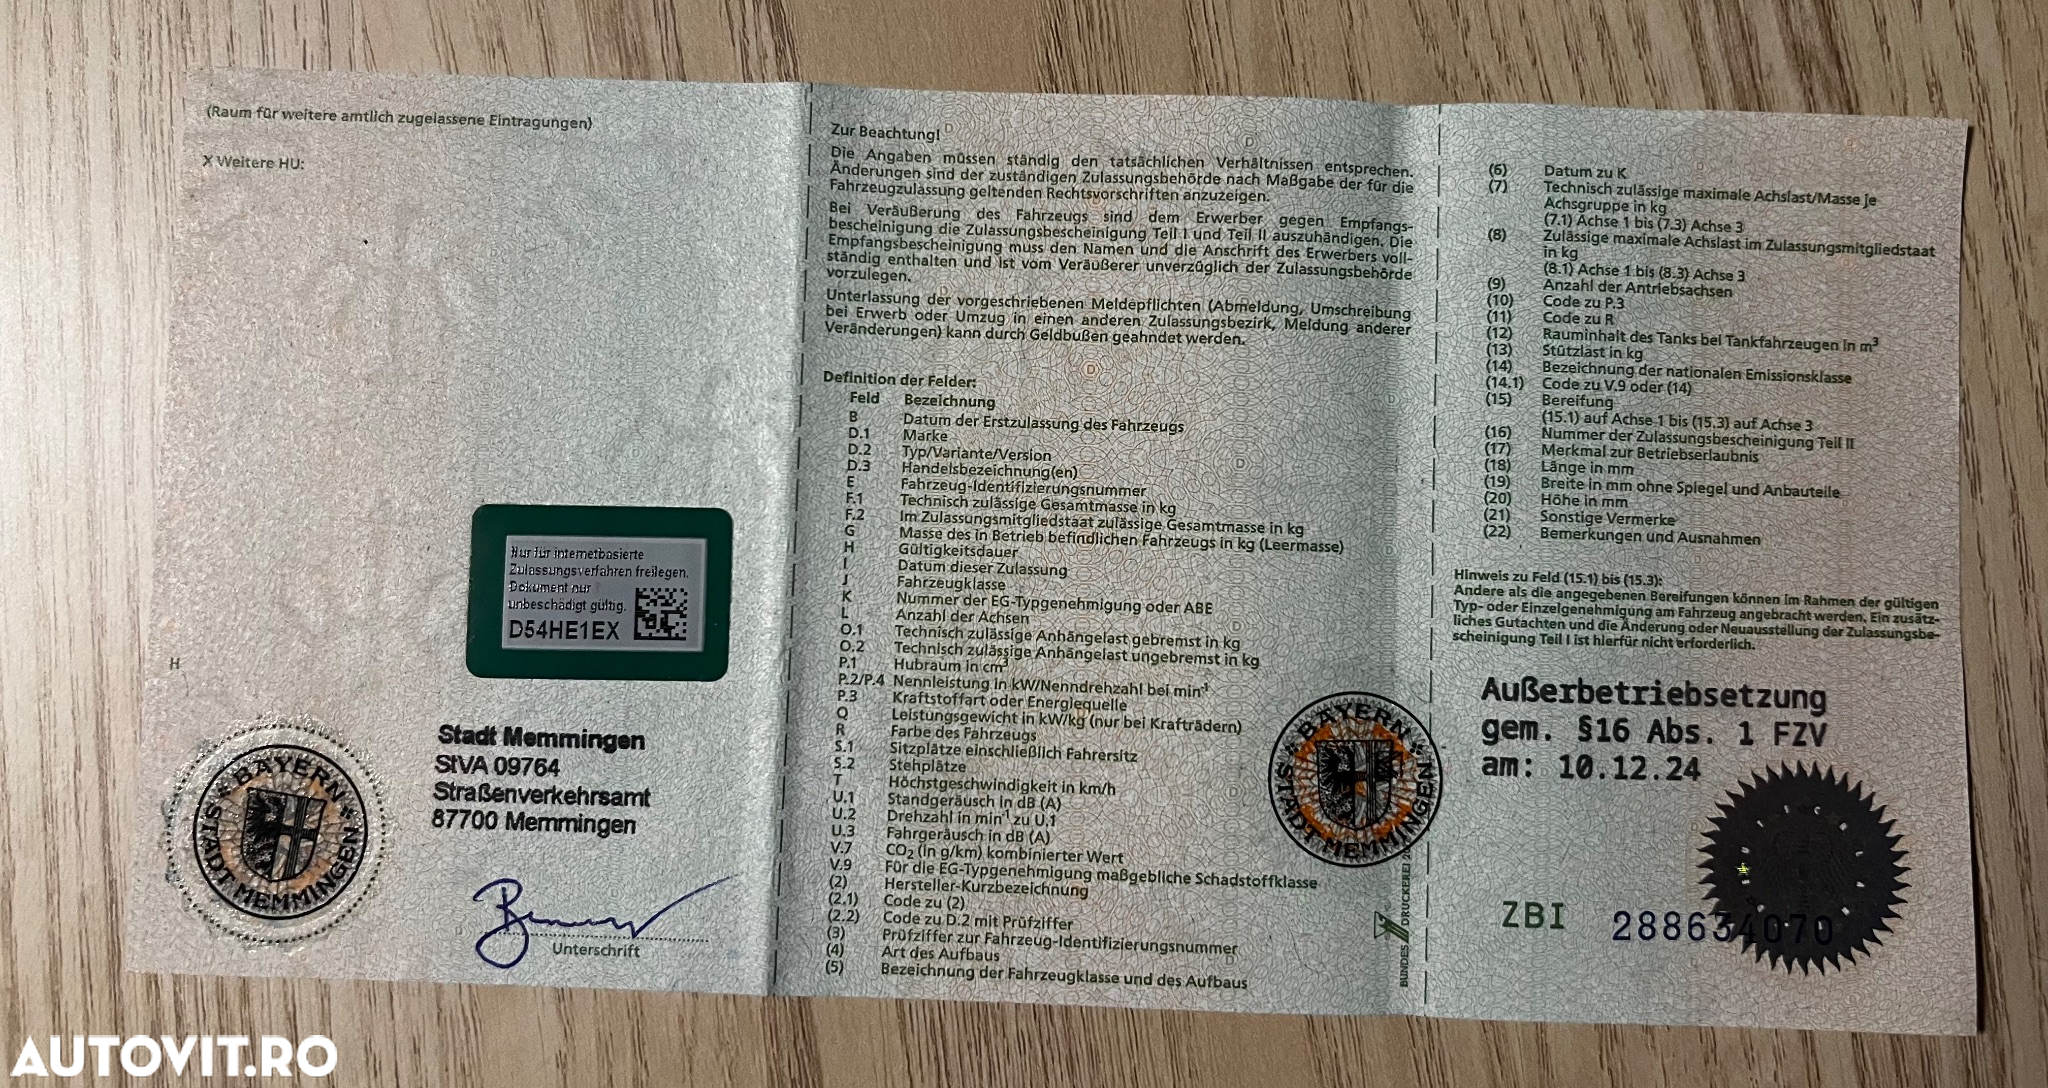 (Raum für weitere amtlich zugelassene Eintragungen)
X Weitere HU:
Nur für internetbasierte
Zulassungsverfahren freilegen.
Dokument nur
unbeschädigt gültig.
D54HE1EX
H
Stadt Memmingen
StVA 09764
Straßenverkehrsamt
87700 Memmingen
BAYERN
STADT MEMMINGEN
Unterschrift
Zur Beachtung!
Die Angaben müssen ständig den tatsächlichen Verhältnissen entsprechen.
Änderungen sind der zuständigen Zulassungsbehörde nach Maßgabe der für die
Fahrzeugzulassung geltenden Rechtsvorschriften anzuzeigen.
Bei Veräußerung des Fahrzeugs sind dem Erwerber gegen Empfangs-
bescheinigung die Zulassungsbescheinigung Teil I und Teil II auszuhändigen. Die
Empfangsbescheinigung muss den Namen und die Anschrift des Erwerbers voll-
ständig enthalten und ist vom Veräußerer unverzüglich der Zulassungsbehörde
vorzulegen.
Unterlassung der vorgeschriebenen Meldepflichten (Abmeldung, Umschreibung
bei Erwerb oder Umzug in einen anderen Zulassungsbezirk, Meldung anderer
Veränderungen) kann durch Geldbußen geahndet werden.
Definition der Felder:
Feld Bezeichnung
B Datum der Erstzulassung des Fahrzeugs
D.1 Marke
D.2 Typ/Variante/Version
D.3 Handelsbezeichnung(en)
E Fahrzeug-Identifizierungsnummer
F.1 Technisch zulässige Gesamtmasse in kg
F.2 Im Zulassungsmitgliedstaat zulässige Gesamtmasse in kg
G Masse des in Betrieb befindlichen Fahrzeugs in kg (Leermasse)
H Gültigkeitsdauer
I Datum dieser Zulassung
J Fahrzeugklasse
K Nummer der EG-Typgenehmigung oder ABE
L Anzahl der Achsen
O.1 Technisch zulässige Anhängelast gebremst in kg
O.2 Technisch zulässige Anhängelast ungebremst in kg
P.1 Hubraum in cm³
P.2/P.4 Nennleistung in kW/Nenndrehzahl bei min⁻¹
P.3 Kraftstoffart oder Energiequelle
Q Leistungsgewicht in kW/kg (nur bei Krafträdern)
R Farbe des Fahrzeugs
S.1 Sitzplätze einschließlich Fahrersitz
S.2 Stehplätze
T Höchstgeschwindigkeit in km/h
U.1 Standgeräusch in dB (A)
U.2 Drehzahl in min⁻¹ zu U.1
U.3 Fahrgeräusch in dB (A)
V.7 CO₂ (in g/km) kombinierter Wert
V.9 Für die EG-Typgenehmigung maßgebliche Schadstoffklasse
(2) Hersteller-Kurzbezeichnung
(2.1) Code zu (2)
(2.2) Code zu D.2 mit Prüfziffer
(3) Prüfziffer zur Fahrzeug-Identifizierungsnummer
(4) Art des Aufbaus
(5) Bezeichnung der Fahrzeugklasse und des Aufbaus
BAYERN
STADT MEMMINGEN
BUNDESDRUCKEREI
(6) Datum zu K
(7) Technisch zulässige maximale Achslast/Masse je
Achsgruppe in kg
(7.1) Achse 1 bis (7.3) Achse 3
(8) Zulässige maximale Achslast im Zulassungsmitgliedstaat
in kg
(8.1) Achse 1 bis (8.3) Achse 3
(9) Anzahl der Antriebsachsen
(10) Code zu P.3
(11) Code zu R
(12) Rauminhalt des Tanks bei Tankfahrzeugen in m³
(13) Stützlast in kg
(14) Bezeichnung der nationalen Emissionsklasse
(14.1) Code zu V.9 oder (14)
(15) Bereifung
(15.1) auf Achse 1 bis (15.3) auf Achse 3
(16) Nummer der Zulassungsbescheinigung Teil II
(17) Merkmal zur Betriebserlaubnis
(18) Länge in mm
(19) Breite in mm ohne Spiegel und Anbauteile
(20) Höhe in mm
(21) Sonstige Vermerke
(22) Bemerkungen und Ausnahmen
Hinweis zu Feld (15.1) bis (15.3):
Andere als die angegebenen Bereifungen können im Rahmen der gültigen
Typ- oder Einzelgenehmigung am Fahrzeug angebracht werden. Ein zusätz-
liches Gutachten und die Änderung oder Neuausstellung der Zulassungsbe-
scheinigung Teil I ist hierfür nicht erforderlich.
Außerbetriebsetzung
gem. §16 Abs. 1 FZV
am: 10.12.24
ZBI 288634070
AUTOVIT.RO